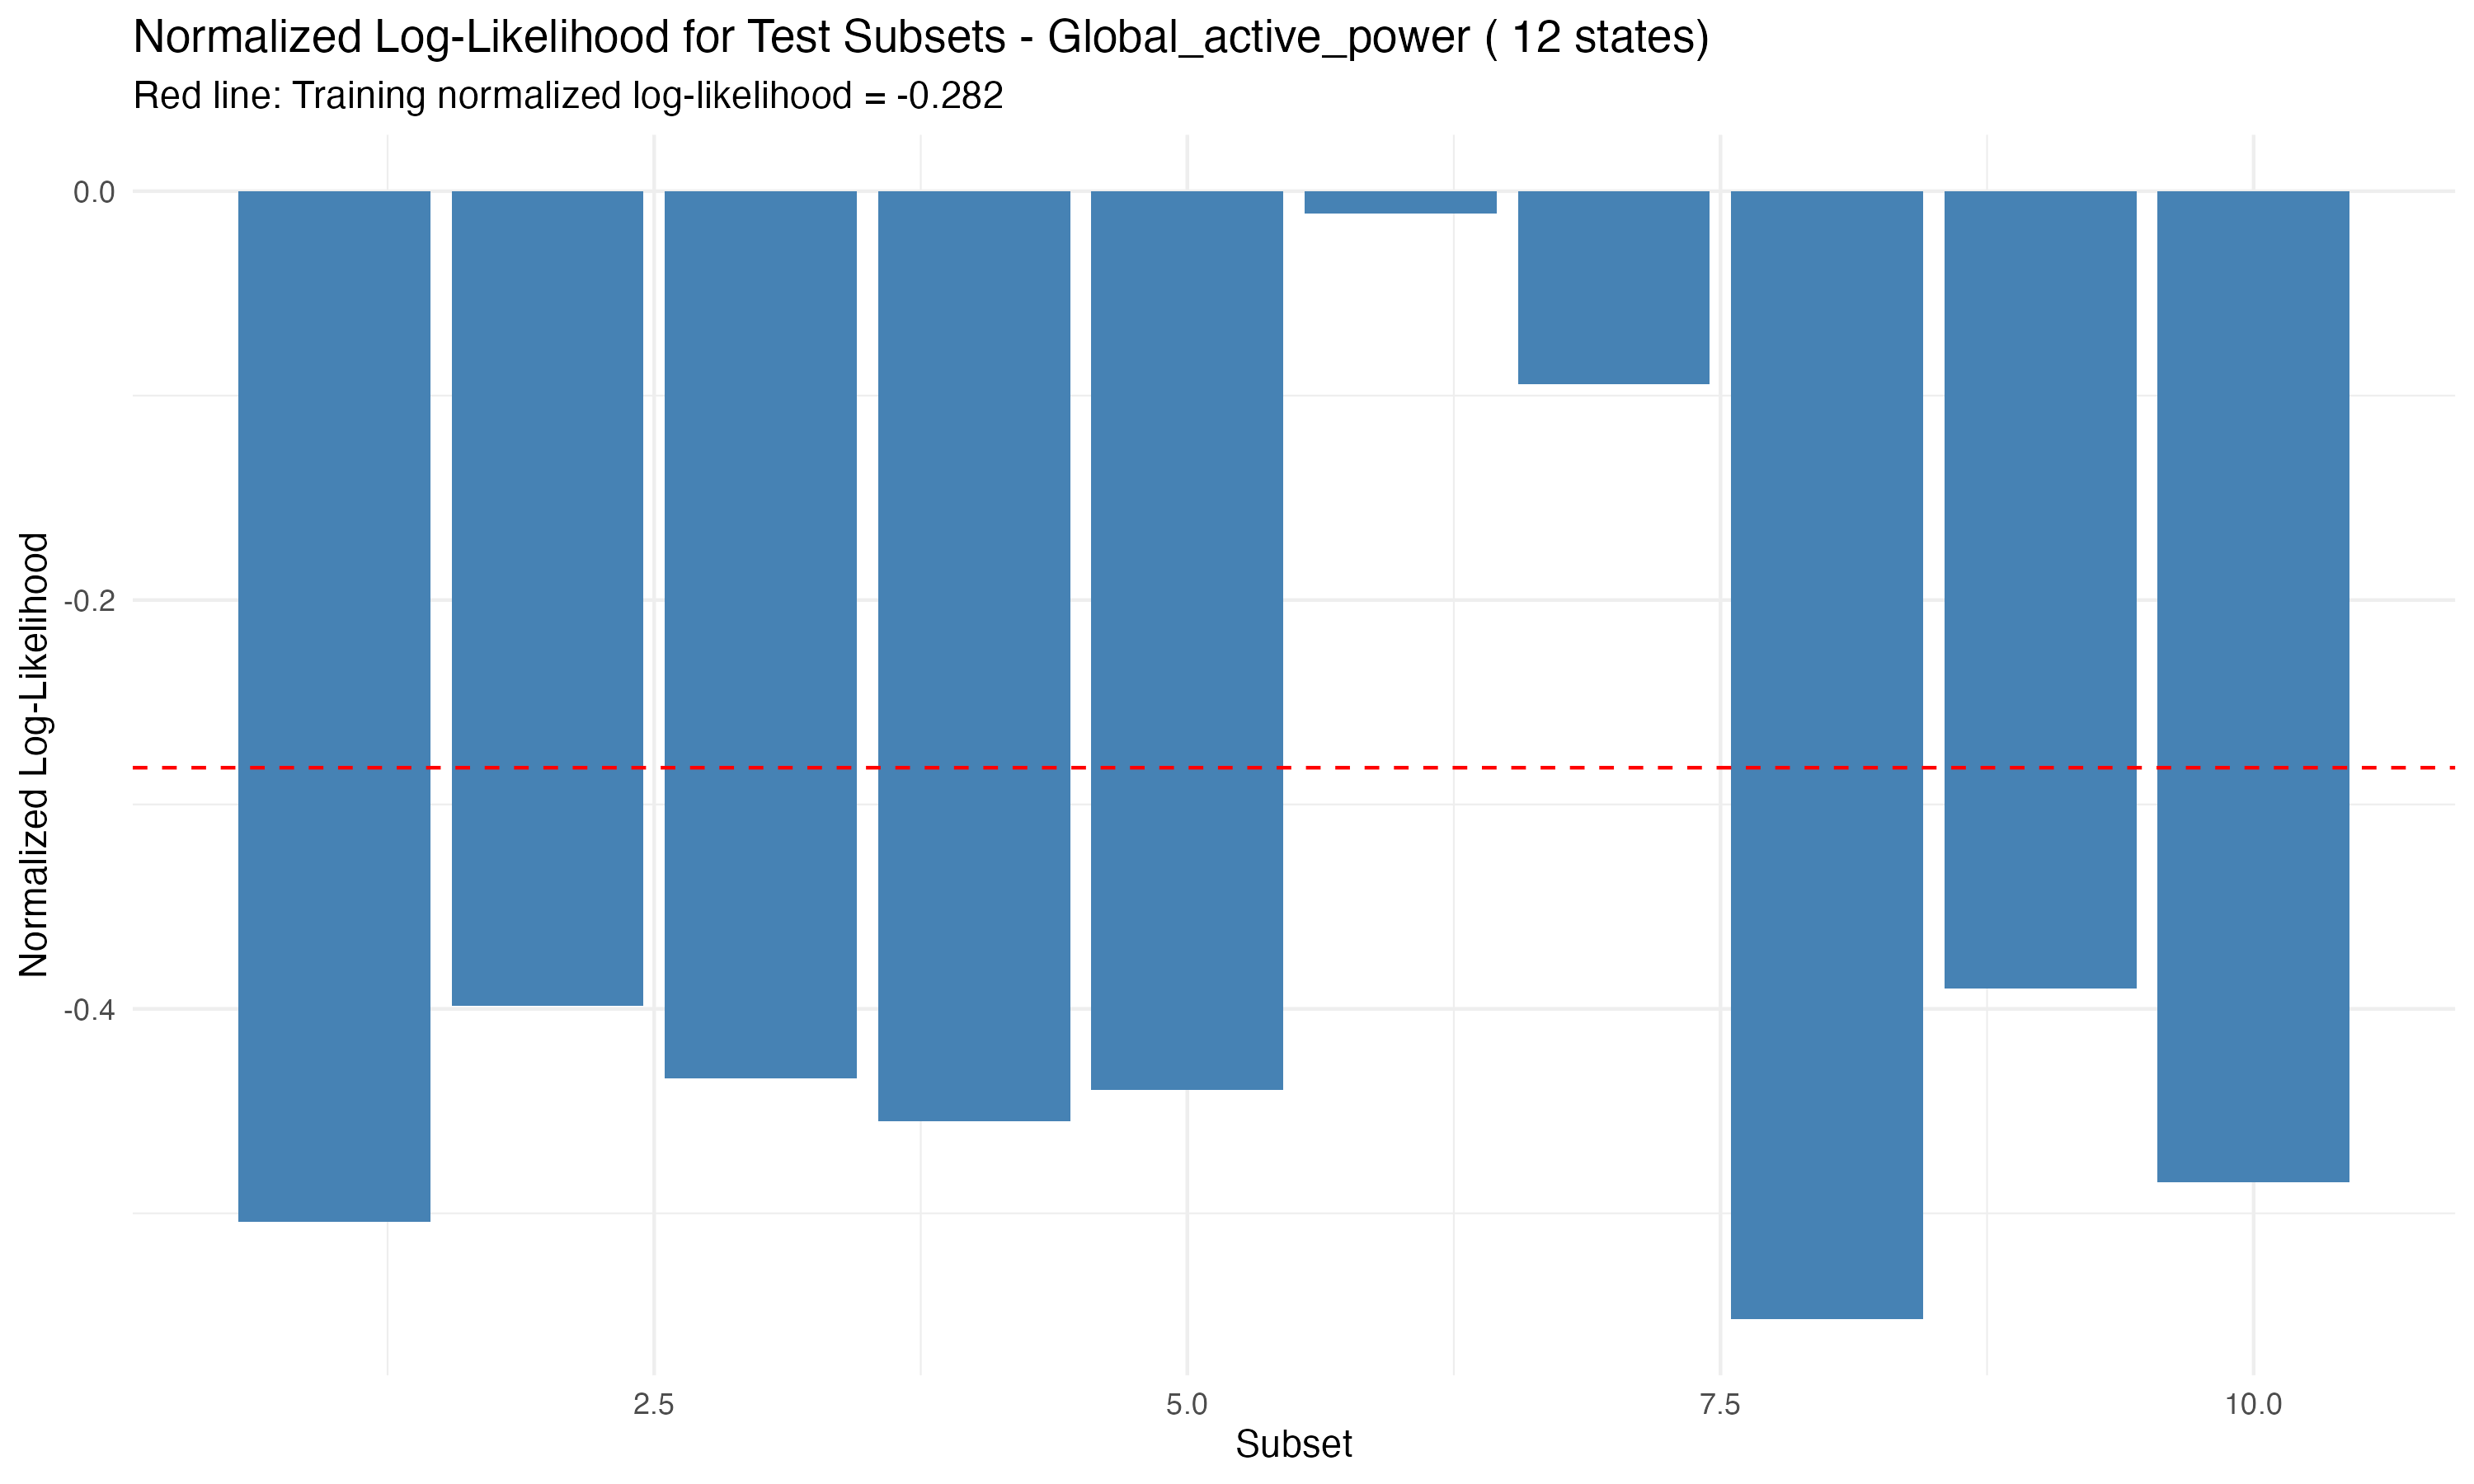 Normalized Log-Likelihood for Test Subsets - Global_active_power ( 12 states)
Red line: Training normalized log-likelihood = -0.282
Normalized Log-Likelihood
0.0
-0.2
-0.4
2.5
5.0
7.5
10.0
Subset